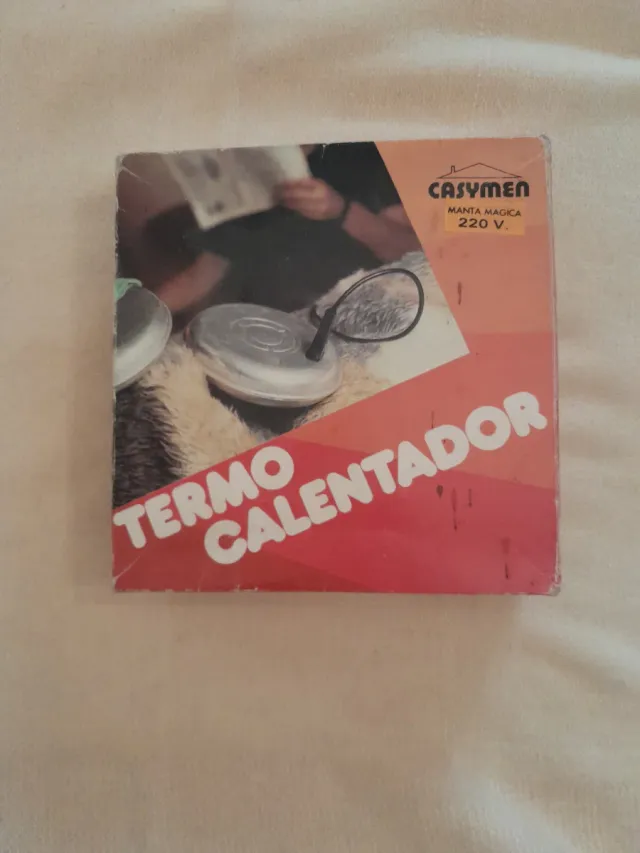 CASYMEN
MANTA MAGICA
220 V.
TERMO
CALENTADOR